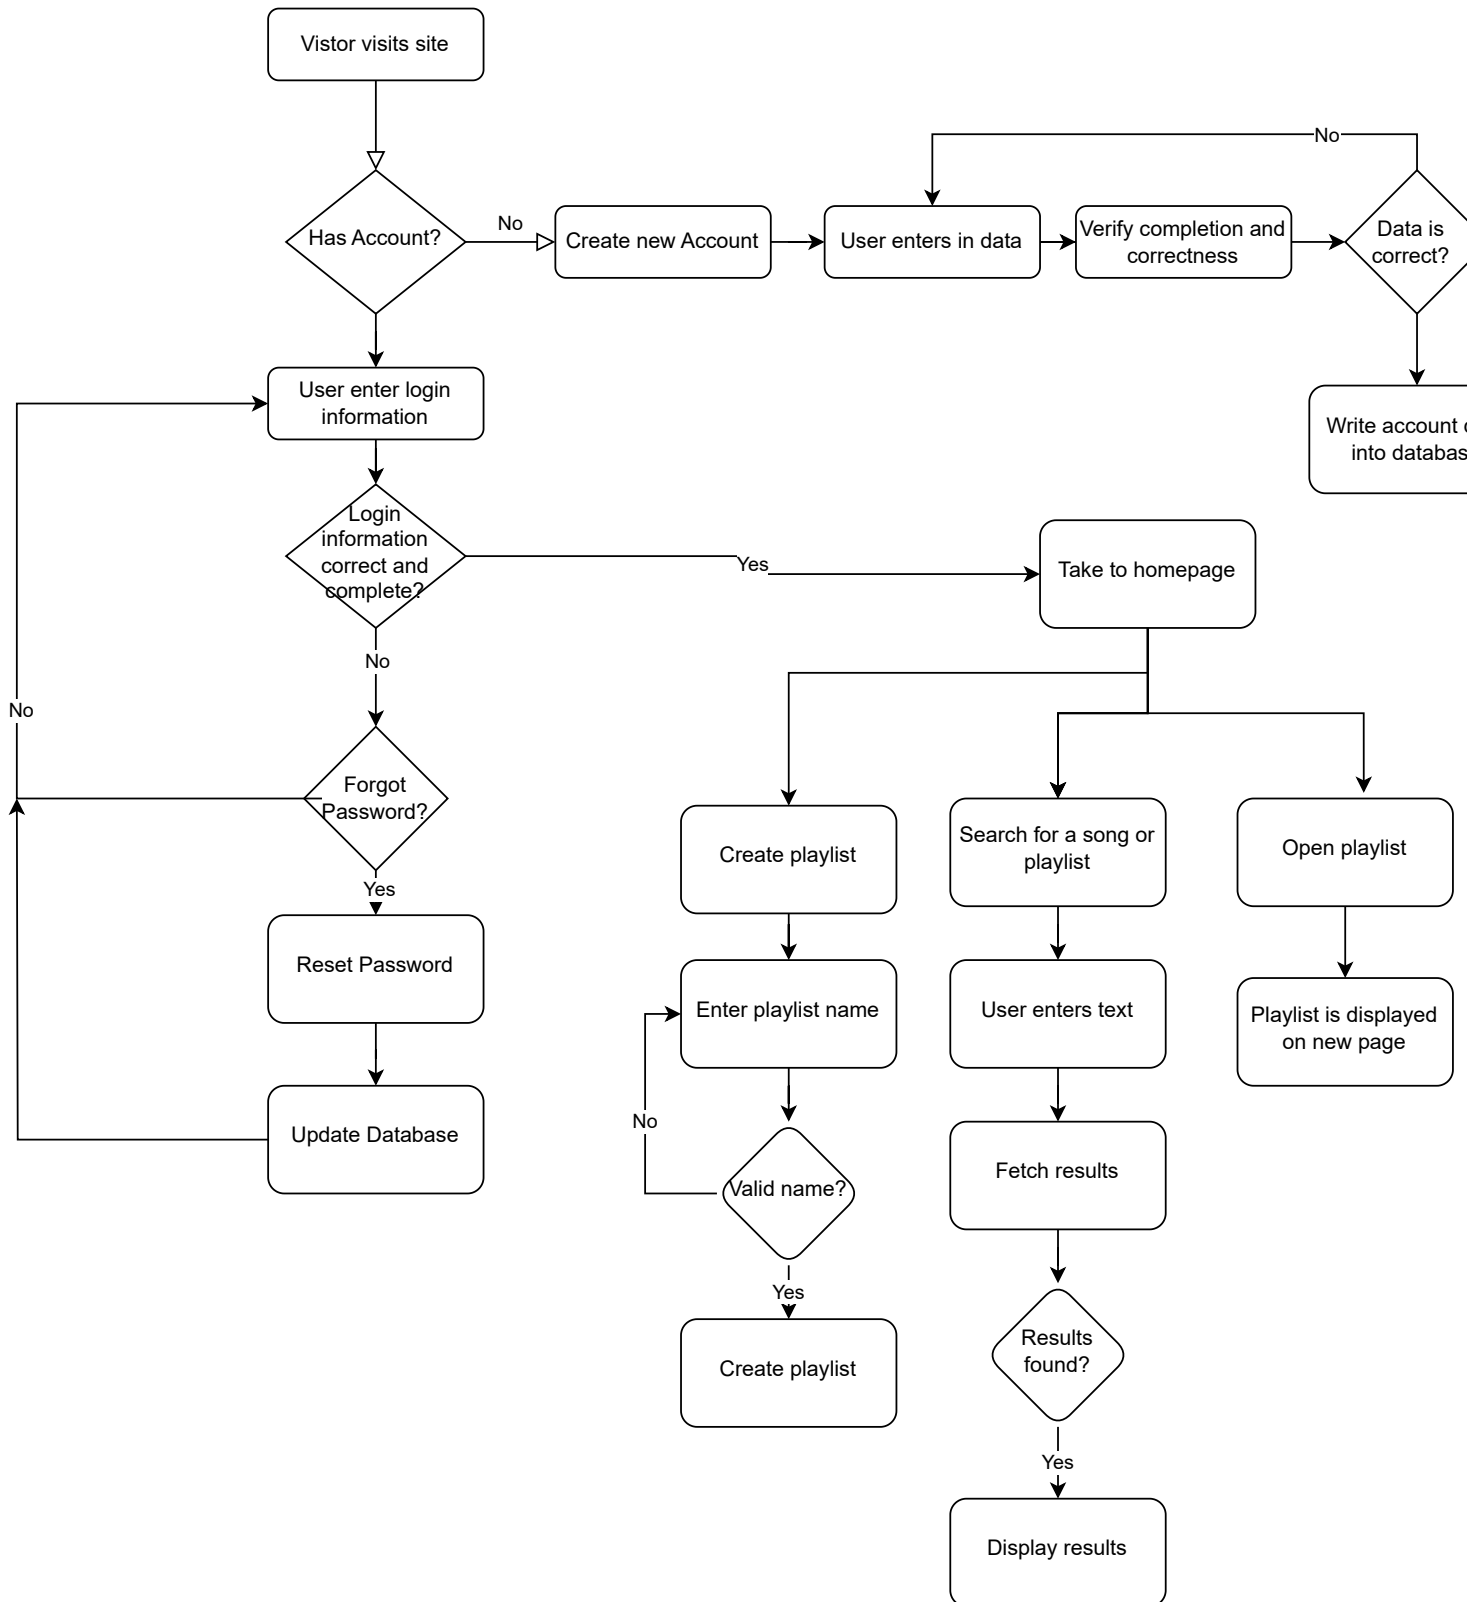 Vistor visits site
No
Has Account?
No
Create new Account
User enters in data
Verify completion and
correctness
Data is
correct?
User enter login
information
Write account
into
Login
information
correct and
complete?
Yes
Take to homepage
No
No
Forgot
Password?
Yes
Create playlist
Search for a song or
playlist
Open playlist
Reset Password
Enter playlist name
User enters text
Playlist is displayed
on new page
Update Database
No
Valid name?
Fetch results
Yes
Create playlist
Results
found?
Yes
Display results